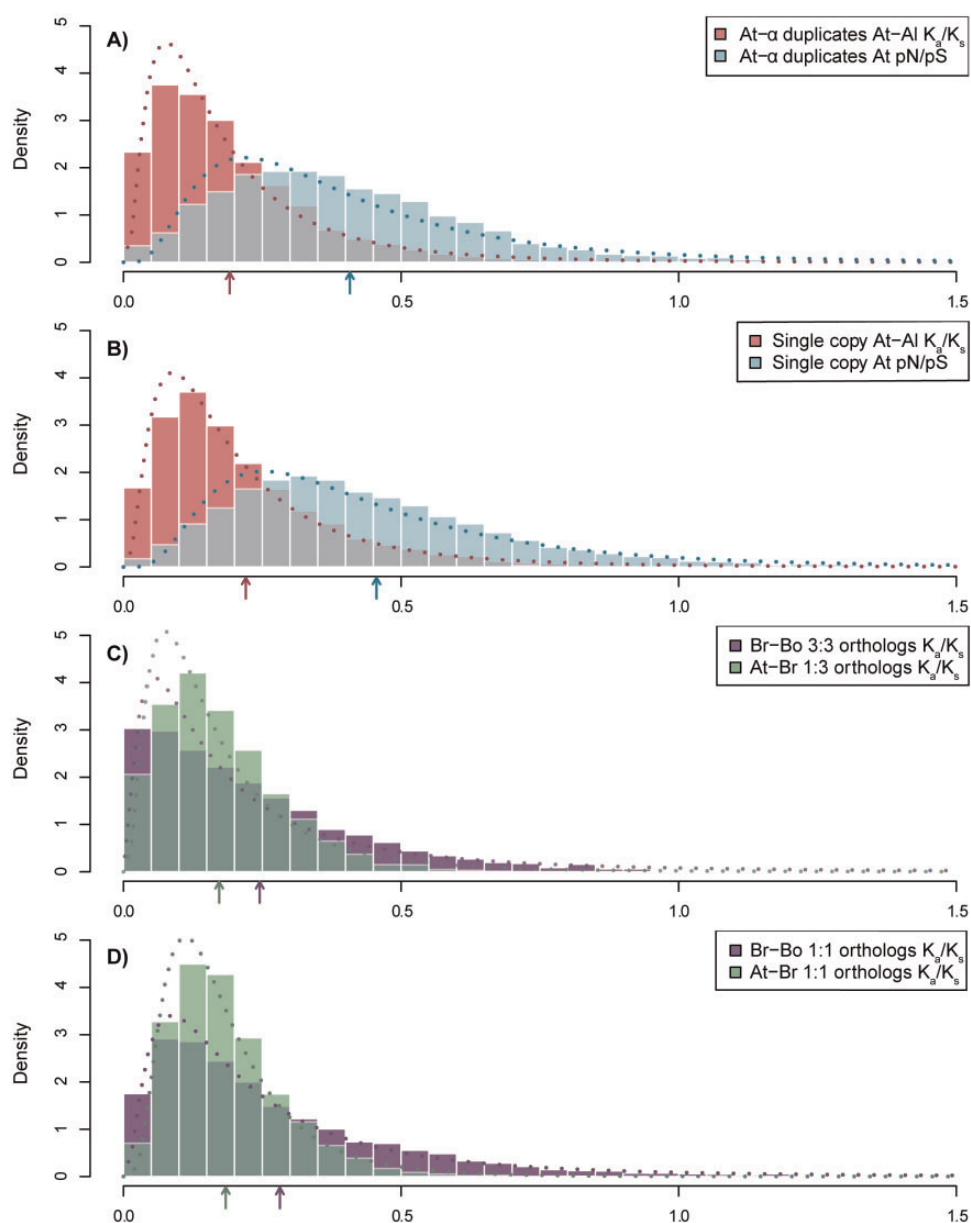 A)
At−α duplicates At−Al Ka/Ks
At−α duplicates At pN/pS
Density
5
4
3
2
1
0
0.0 0.5 1.0 1.5
B)
Single copy At−Al Ka/Ks
Single copy At pN/pS
Density
5
4
3
2
1
0
0.0 0.5 1.0 1.5
C)
Br−Bo 3:3 orthologs Ka/Ks
At−Br 1:3 orthologs Ka/Ks
Density
5
4
3
2
1
0
0.0 0.5 1.0 1.5
D)
Br−Bo 1:1 orthologs Ka/Ks
At−Br 1:1 orthologs Ka/Ks
Density
5
4
3
2
1
0
0.0 0.5 1.0 1.5